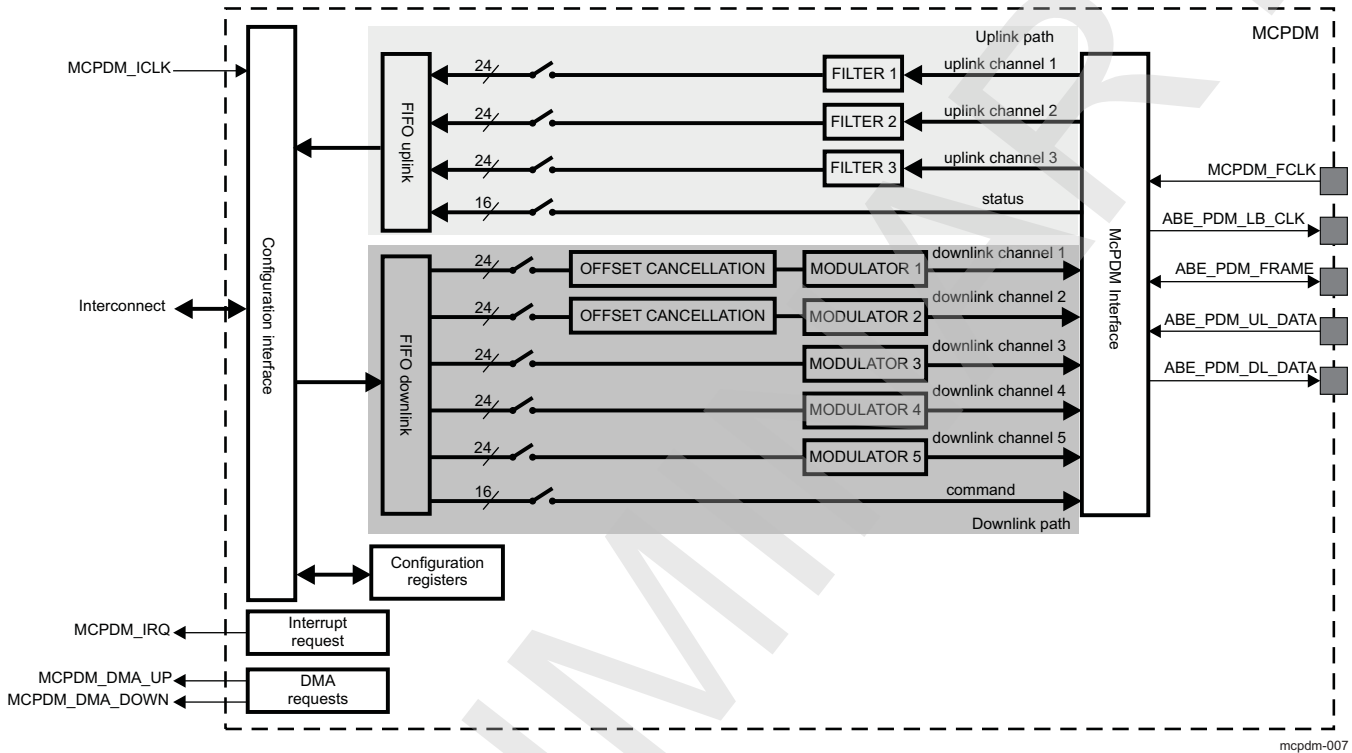 MCPDM
Uplink path
MCPDM_ICLK
24
FILTER 1
uplink channel 1
24
FILTER 2
uplink channel 2
24
FILTER 3
uplink channel 3
16
status
FIFO uplink
MCPDM_FCLK
ABE_PDM_LB_CLK
ABE_PDM_FRAME
ABE_PDM_UL_DATA
ABE_PDM_DL_DATA
McPDM Interface
Configuration interface
Interconnect
24
OFFSET CANCELLATION
MODULATOR 1
downlink channel 1
24
OFFSET CANCELLATION
MODULATOR 2
downlink channel 2
24
MODULATOR 3
downlink channel 3
24
MODULATOR 4
downlink channel 4
24
MODULATOR 5
downlink channel 5
16
command
FIFO downlink
Downlink path
Configuration
registers
MCPDM_IRQ
Interrupt
request
MCPDM_DMA_UP
MCPDM_DMA_DOWN
DMA
requests
mcpdm-007